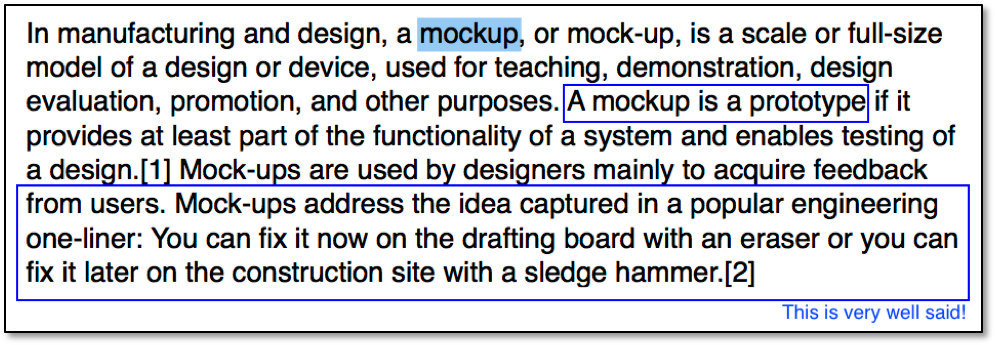 In manufacturing and design, a mockup, or mock-up, is a scale or full-size
model of a design or device, used for teaching, demonstration, design
evaluation, promotion, and other purposes. A mockup is a prototype if it
provides at least part of the functionality of a system and enables testing of
a design.[1] Mock-ups are used by designers mainly to acquire feedback
from users. Mock-ups address the idea captured in a popular engineering
one-liner: You can fix it now on the drafting board with an eraser or you can
fix it later on the construction site with a sledge hammer.[2]
This is very well said!